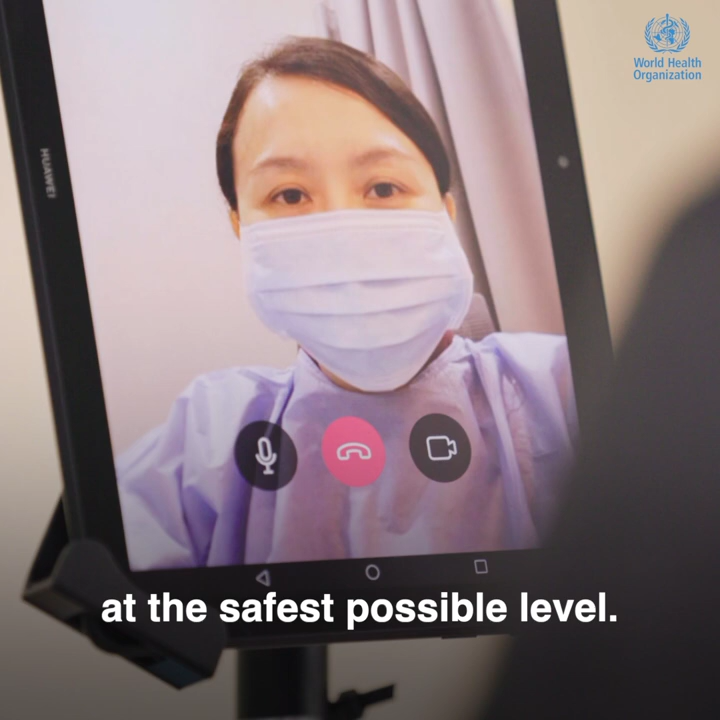 World Health
Organization
HUAWEI
at the safest possible level.